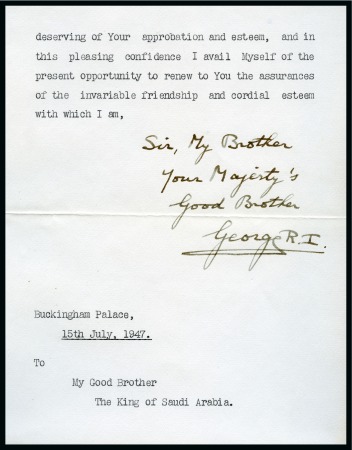 deserving of Your approbation and esteem, and in
this pleasing confidence I avail Myself of the
present opportunity to renew to You the assurances
of the invariable friendship and cordial esteem
with which I am,
Sir, My Brother
Your Majesty's
Good Brother
George R.I.
Buckingham Palace,
15th July, 1947.
To
My Good Brother
The King of Saudi Arabia.